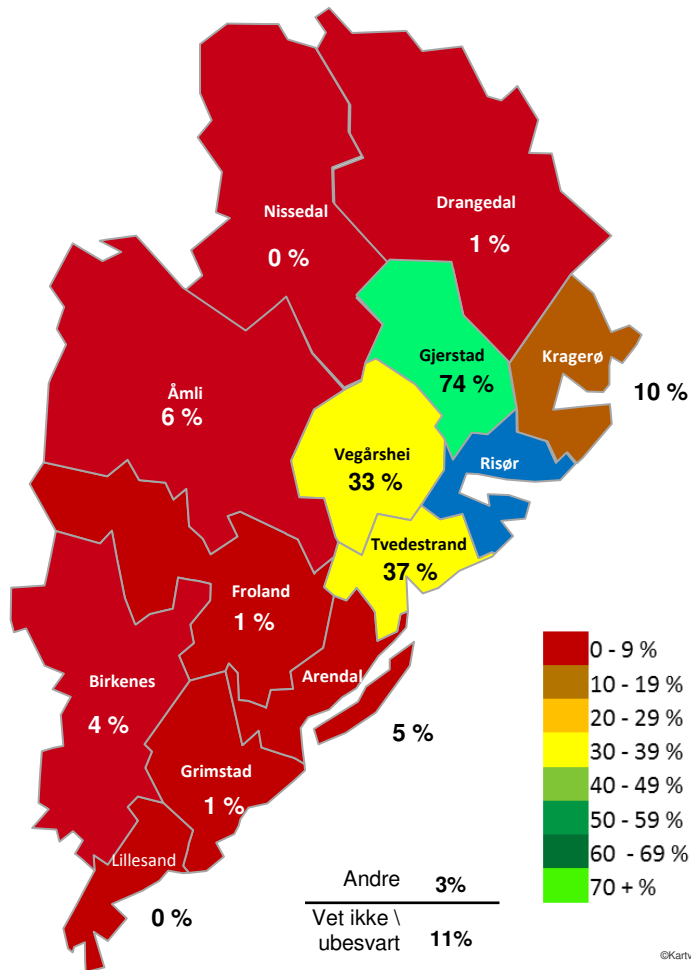 Nissedal
0 %
Drangedal
1 %
Gjerstad
74 %
Kragerø
10 %
Åmli
6 %
Vegårshei
33 %
Risør
Tvedestrand
37 %
Froland
1 %
Birkenes
4 %
Arendal
5 %
Grimstad
1 %
Lillesand
0 %
Andre 3%
Vet ikke \
ubesvart 11%
0 - 9 %
10 - 19 %
20 - 29 %
30 - 39 %
40 - 49 %
50 - 59 %
60 - 69 %
70 + %
©Kartv